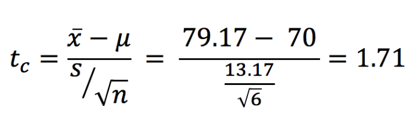 t_c = (x̄ − μ) / (s/√n) = (79.17 − 70) / (13.17/√6) = 1.71